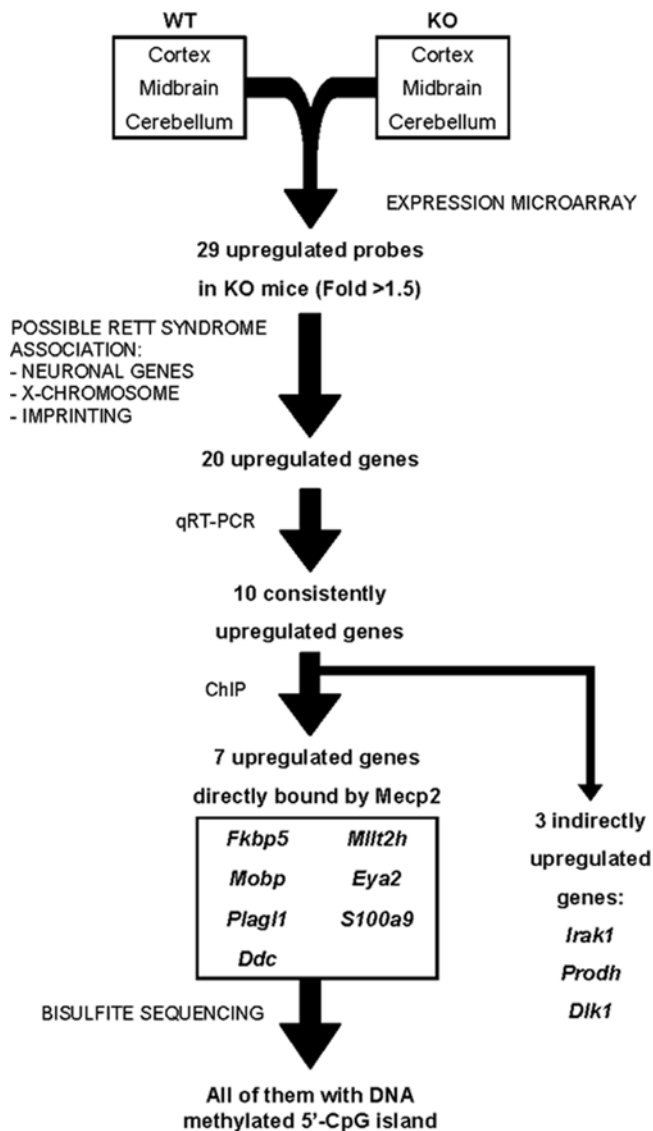 WT
KO
Cortex
Midbrain
Cerebellum
Cortex
Midbrain
Cerebellum
EXPRESSION MICROARRAY
29 upregulated probes
in KO mice (Fold >1.5)
POSSIBLE RETT SYNDROME
ASSOCIATION:
- NEURONAL GENES
- X-CHROMOSOME
- IMPRINTING
20 upregulated genes
qRT-PCR
10 consistently
upregulated genes
ChIP
7 upregulated genes
directly bound by Mecp2
Fkbp5 Mllt2h
Mobp Eya2
Plagl1 S100a9
Ddc
3 indirectly
upregulated
genes:
Irak1
Prodh
Dlk1
BISULFITE SEQUENCING
All of them with DNA
methylated 5'-CpG island